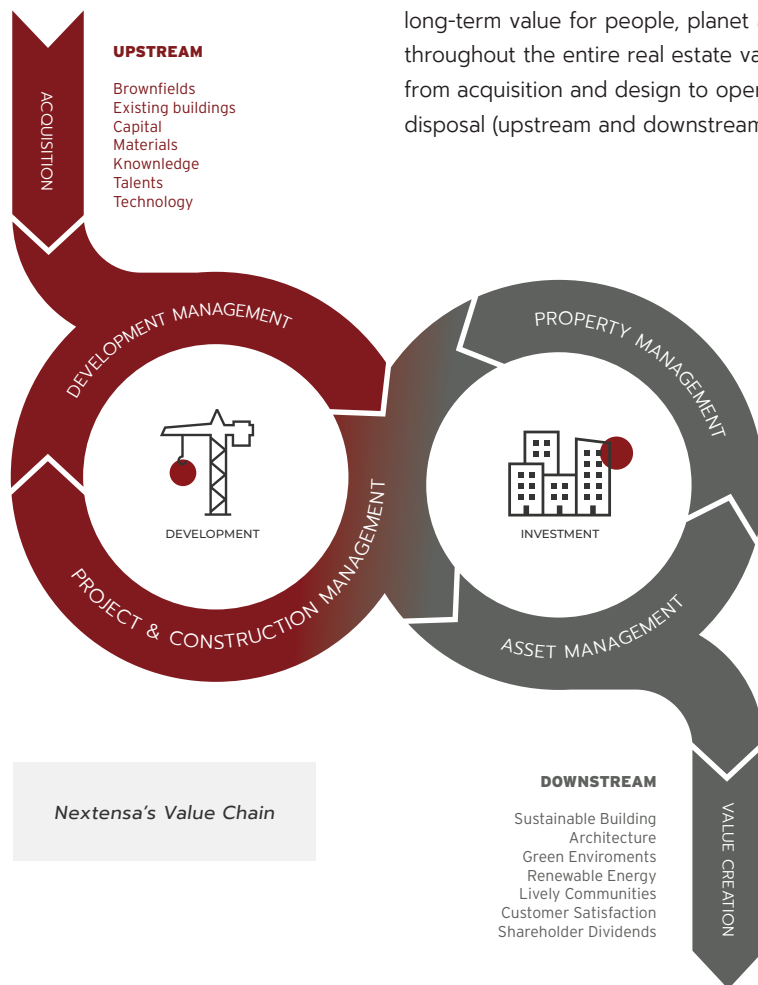 long-term value for people, planet
throughout the entire real estate va
from acquisition and design to oper
disposal (upstream and downstream
UPSTREAM
Brownfields
Existing buildings
Capital
Materials
Knownledge
Talents
Technology
ACQUISITION
DEVELOPMENT MANAGEMENT
PROPERTY MANAGEMENT
DEVELOPMENT
INVESTMENT
PROJECT & CONSTRUCTION MANAGEMENT
ASSET MANAGEMENT
Nextensa's Value Chain
DOWNSTREAM
Sustainable Building
Architecture
Green Enviroments
Renewable Energy
Lively Communities
Customer Satisfaction
Shareholder Dividends
VALUE CREATION